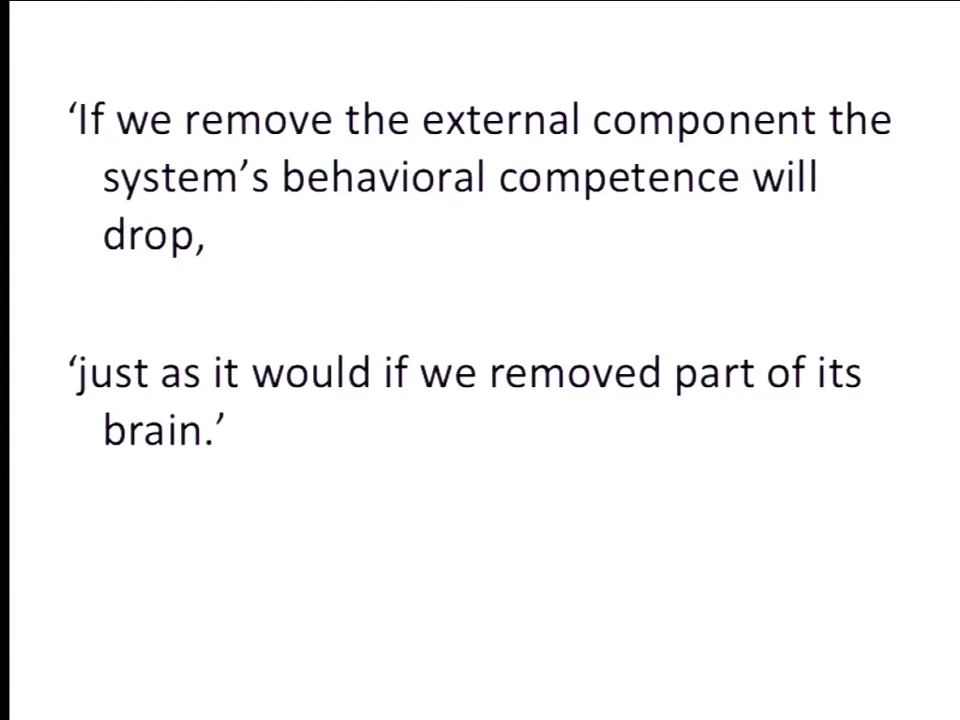 ‘If we remove the external component the
system’s behavioral competence will
drop,
‘just as it would if we removed part of its
brain.’